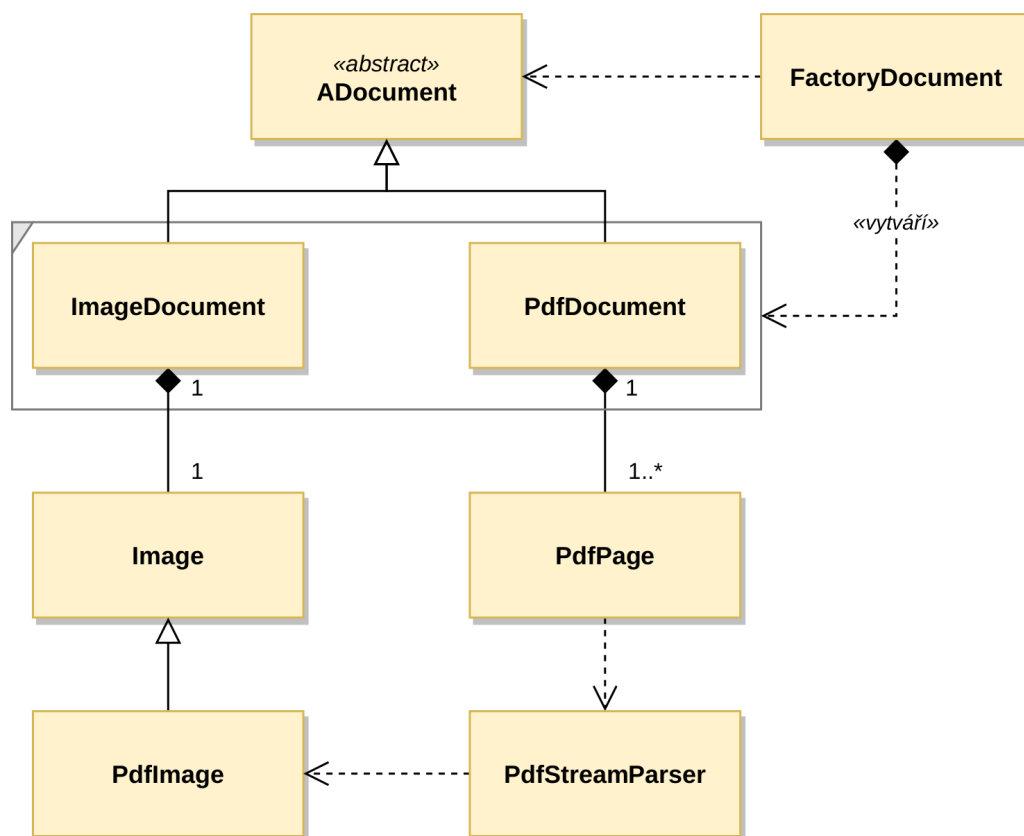 «abstract»
ADocument
FactoryDocument
«vytváří»
ImageDocument
PdfDocument
1
1
1
1..*
Image
PdfPage
PdfImage
PdfStreamParser